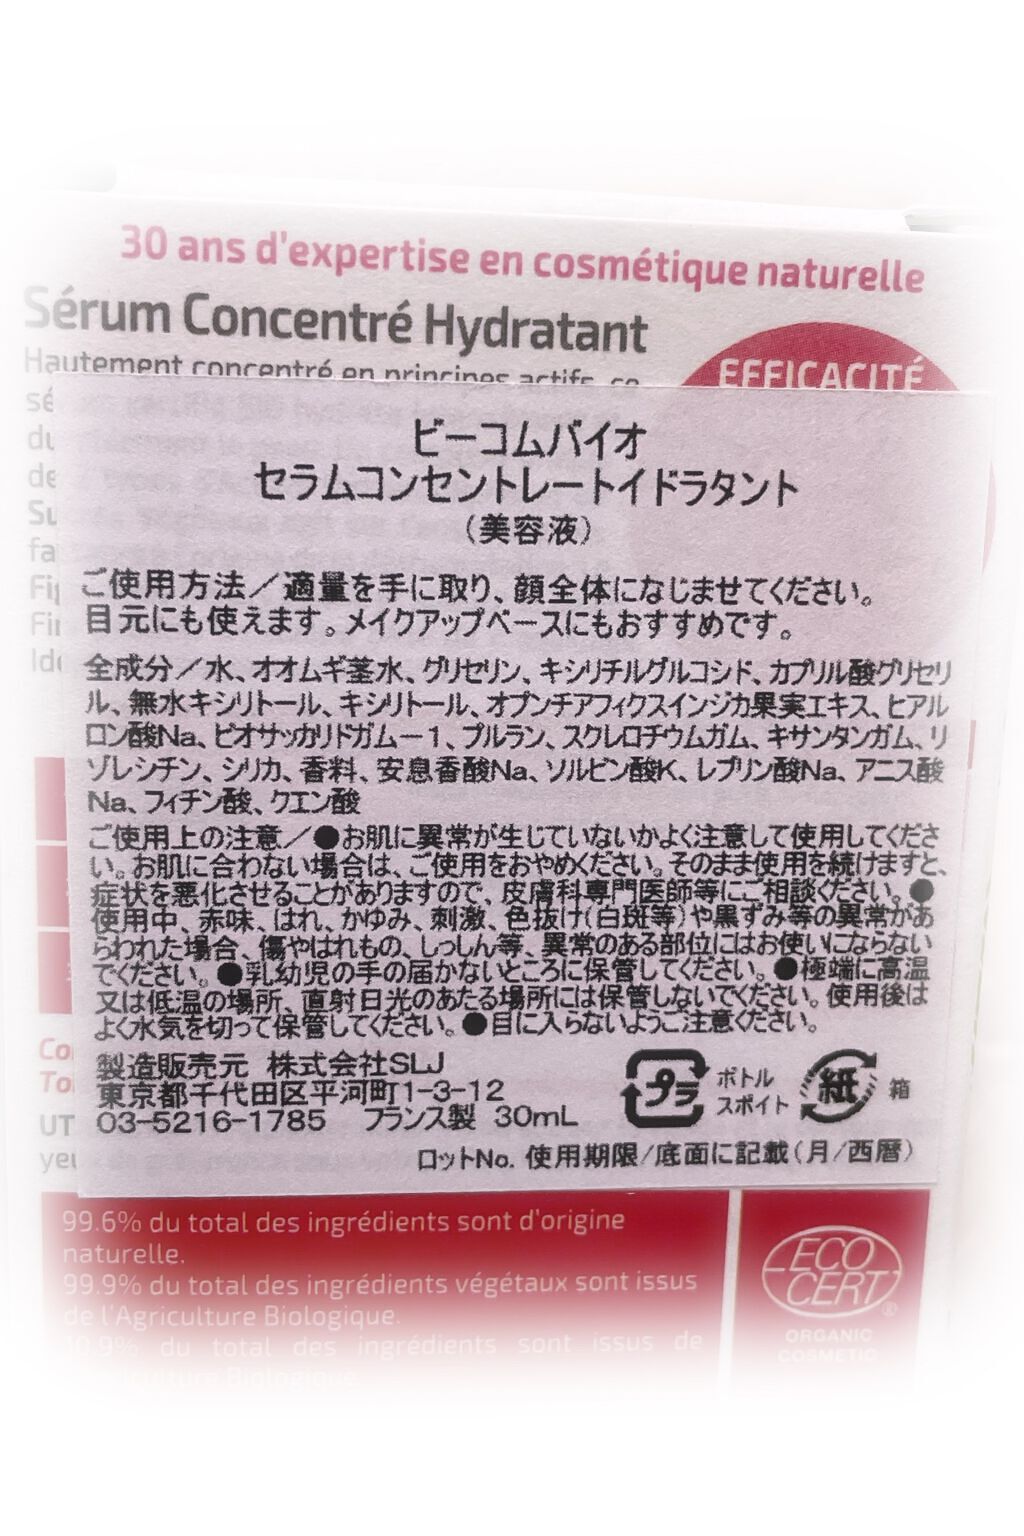 30 ans d'expertise en cosmétique naturelle
Sérum Concentré Hydratant
Hautement concentré en principes actifs, ce
EFFICACITÉ
ビーコムバイオ
セラムコンセントレートイドラタント
(美容液)
ご使用方法/適量を手に取り、顔全体になじませてください。
目元にも使えます。メイクアップベースにもおすすめです。
全成分/水、オオムギ茎水、グリセリン、キシリチルグルコシド、カプリル酸グリセリ
ル、無水キシリトール、キシリトール、オプンチアフィクスインジカ果実エキス、ヒアル
ロン酸Na、ビオサッカリドガムー1、プルラン、スクレロチウムガム、キサンタンガム、リ
ゾレシチン、シリカ、香料、安息香酸Na、ソルビン酸K、レブリン酸Na、アニス酸
Na、フィチン酸、クエン酸
ご使用上の注意/●お肌に異常が生じていないかよく注意して使用してくださ
い。お肌に合わない場合は、ご使用をおやめください。そのまま使用を続けますと、
症状を悪化させることがありますので、皮膚科専門医師等にご相談ください。●
使用中、赤味、はれ、かゆみ、刺激、色抜け(白斑等)や黒ずみ等の異常があ
らわれた場合、傷やはれもの、しっしん等、異常のある部位にはお使いにならない
でください。●乳幼児の手の届かないところに保管してください。●極端に高温
又は低温の場所、直射日光のあたる場所には保管しないでください。使用後は
よく水気を切って保管してください。●目に入らないようご注意ください。
製造販売元 株式会社SLJ
東京都千代田区平河町1-3-12
03-5216-1785 フランス製 30mL
プラ ボトル スポイト 紙 箱
ロットNo. 使用期限/底面に記載(月/西暦)
99.6% du total des ingrédients sont d'origine
naturelle.
99.9% du total des ingrédients végétaux sont issus
de l'Agriculture Biologique.
du total des ingrédients sont issus de
Biologique
ECO
CERT
®
ORGANIC
COSMETIC